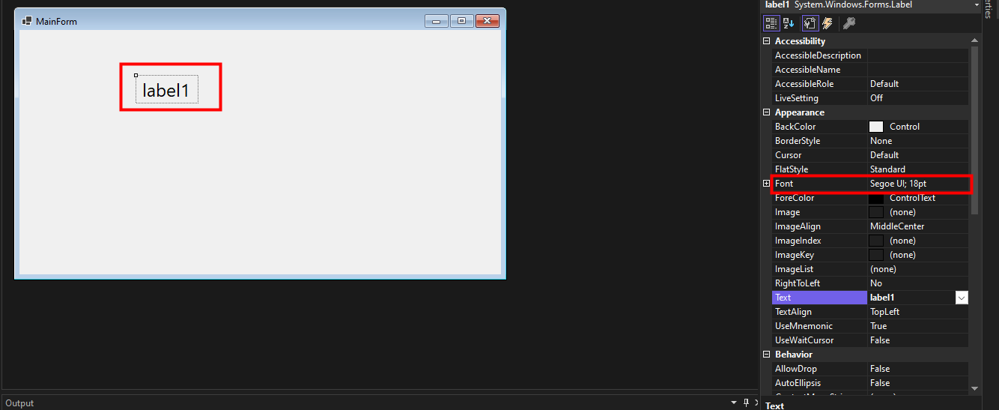 label1 System.Windows.Forms.Label
MainForm
label1
Accessibility
AccessibleDescription
AccessibleName
AccessibleRole Default
LiveSetting Off
Appearance
BackColor Control
BorderStyle None
Cursor Default
FlatStyle Standard
Font Segoe UI; 18pt
ForeColor ControlText
Image (none)
ImageAlign MiddleCenter
ImageIndex (none)
ImageKey (none)
ImageList (none)
RightToLeft No
Text label1
TextAlign TopLeft
UseMnemonic True
UseWaitCursor False
Behavior
AllowDrop False
AutoEllipsis False
Text
Output